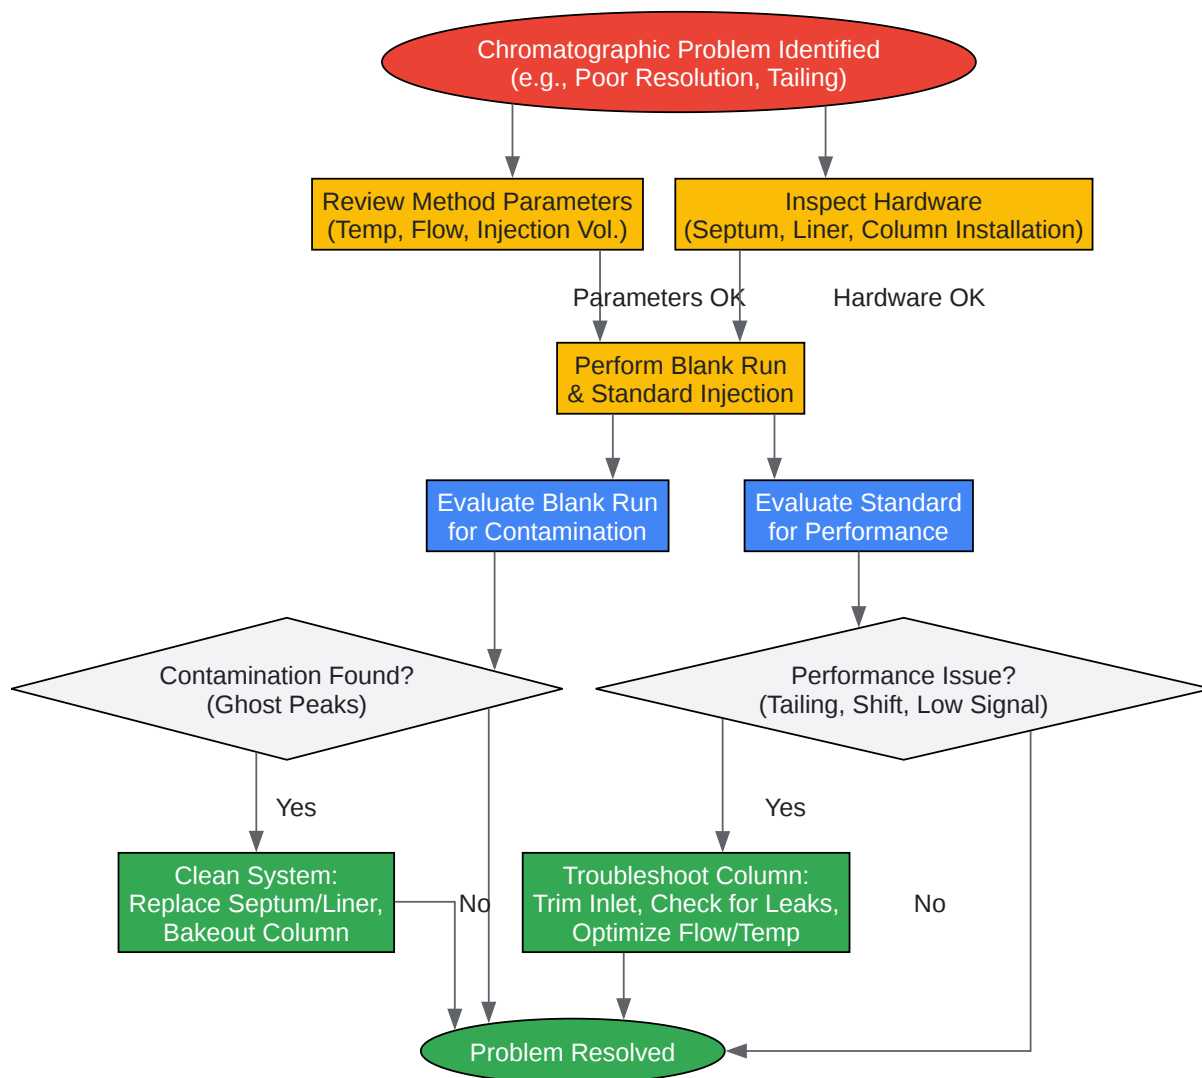 Chromatographic Problem Identified
(e.g., Poor Resolution, Tailing)
Review Method Parameters
(Temp, Flow, Injection Vol.)
Inspect Hardware
(Septum, Liner, Column Installation)
Parameters OK
Hardware OK
Perform Blank Run
& Standard Injection
Evaluate Blank Run
for Contamination
Evaluate Standard
for Performance
Contamination Found?
(Ghost Peaks)
Performance Issue?
(Tailing, Shift, Low Signal)
Yes
Yes
Clean System:
Replace Septum/Liner,
Bakeout Column
No
Troubleshoot Column:
Trim Inlet, Check for Leaks,
Optimize Flow/Temp
No
Problem Resolved